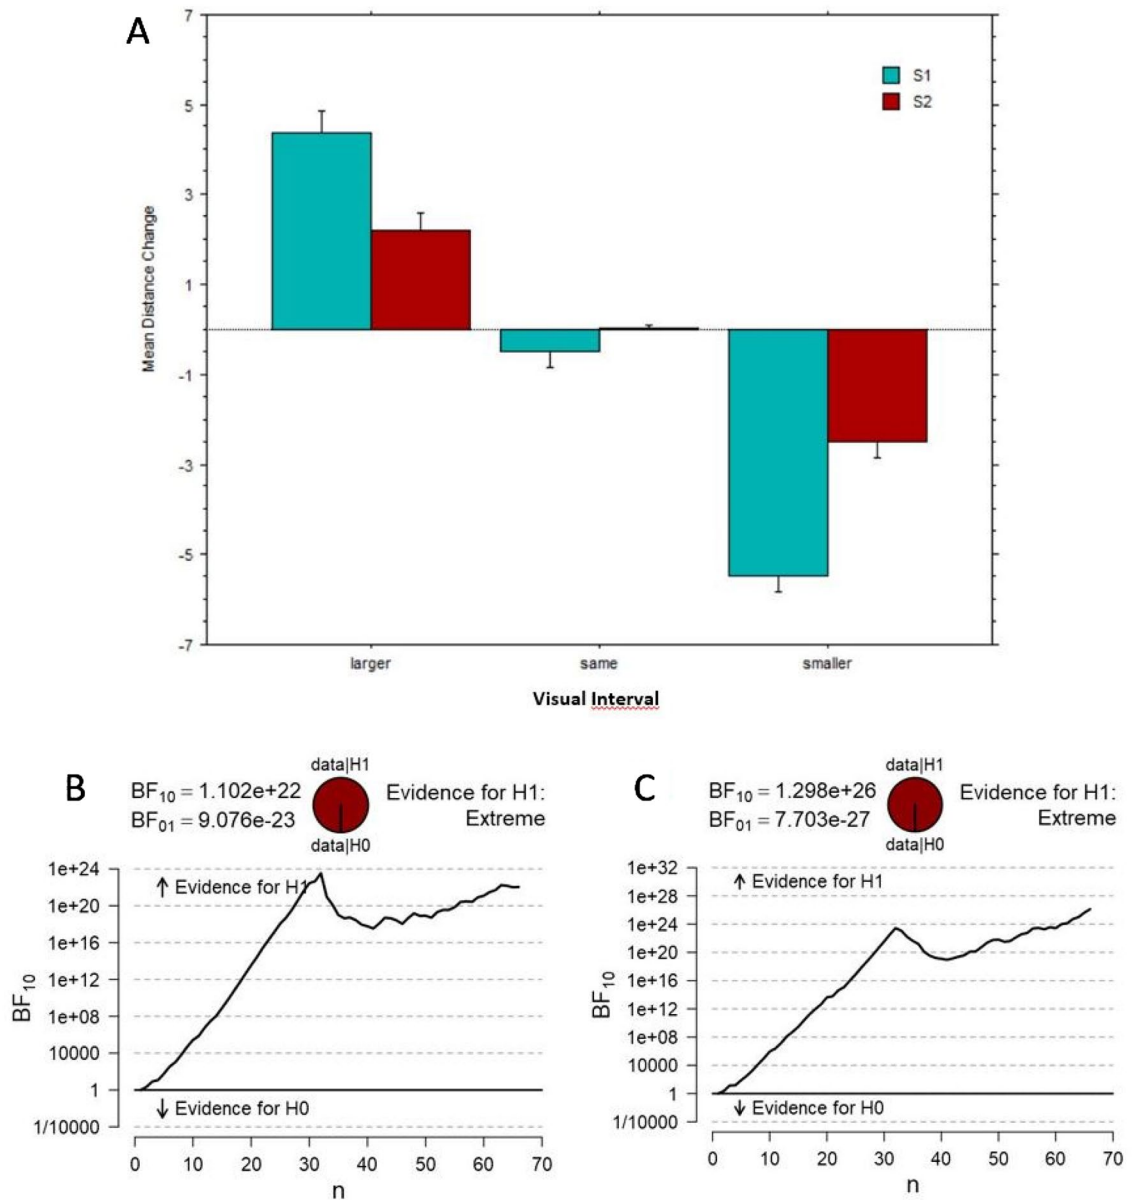 A
7
5
3
1
-1
-3
-5
-7
Mean Distance Change
S1
S2
larger same smaller
Visual Interval
B
BF10 = 1.102e+22
BF01 = 9.076e-23
data|H1
data|H0
Evidence for H1:
Extreme
1e+24
1e+20
1e+16
1e+12
1e+08
10000
1
1/10000
BF10
↑ Evidence for H1
↓ Evidence for H0
0 10 20 30 40 50 60 70
n
C
BF10 = 1.298e+26
BF01 = 7.703e-27
data|H1
data|H0
Evidence for H1:
Extreme
1e+32
1e+28
1e+24
1e+20
1e+16
1e+12
1e+08
10000
1
1/10000
BF10
↑ Evidence for H1
↓ Evidence for H0
0 10 20 30 40 50 60 70
n